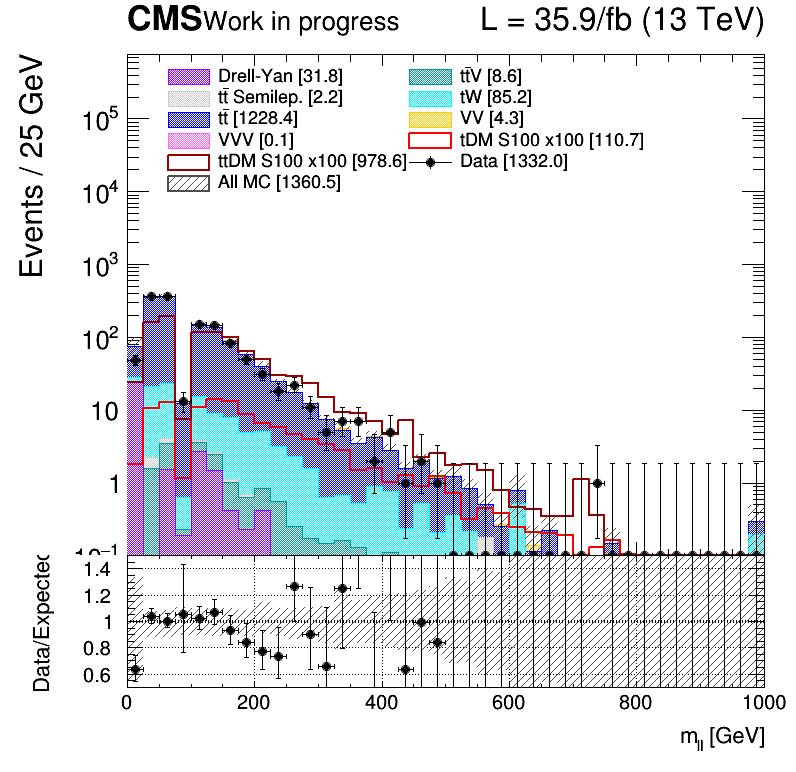 CMS Work in progress L = 35.9/fb (13 TeV)
Events / 25 GeV
Drell-Yan [31.8] tt̄V [8.6]
tt̄ Semilep. [2.2] tW [85.2]
tt̄ [1228.4] VV [4.3]
VVV [0.1] tDM S100 x100 [110.7]
ttDM S100 x100 [978.6] Data [1332.0]
All MC [1360.5]
10⁵
10⁴
10³
10²
10
1
10⁻¹
Data/Expected
1.4
1.2
1
0.8
0.6
0 200 400 600 800 1000
m_ll [GeV]